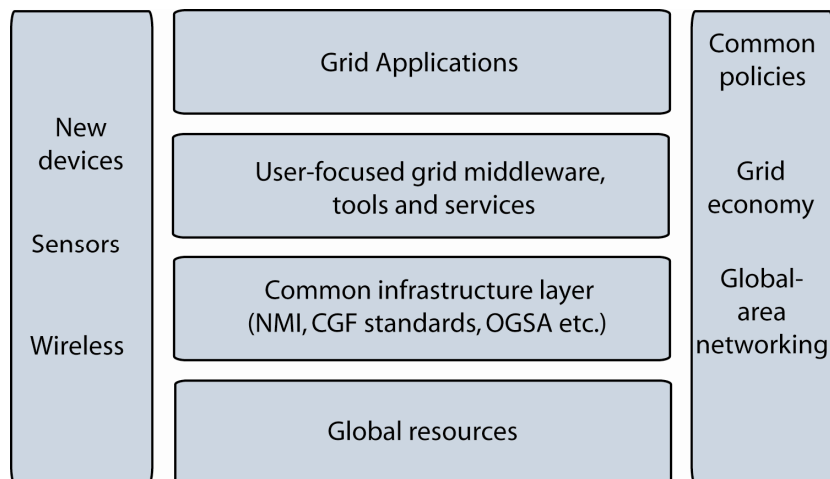 New
devices
Sensors
Wireless
Grid Applications
User-focused grid middleware,
tools and services
Common infrastructure layer
(NMI, CGF standards, OGSA etc.)
Global resources
Common
policies
Grid
economy
Global-
area
networking